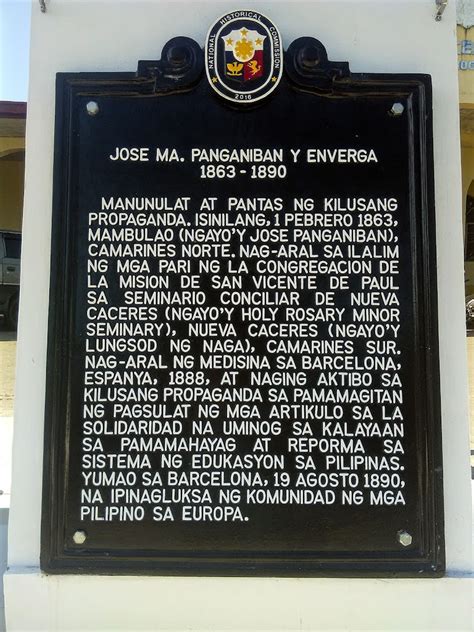 NATIONAL HISTORICAL COMMISSION
2016
JOSE MA. PANGANIBAN Y ENVERGA
1863 - 1890
MANUNULAT AT PANTAS NG KILUSANG
PROPAGANDA. ISINILANG, 1 PEBRERO 1863,
MAMBULAO (NGAYO'Y JOSE PANGANIBAN),
CAMARINES NORTE. NAG-ARAL SA ILALIM
NG MGA PARI NG LA CONGREGACION DE
LA MISION DE SAN VICENTE DE PAUL
SA SEMINARIO CONCILIAR DE NUEVA
CACERES (NGAYO'Y HOLY ROSARY MINOR
SEMINARY), NUEVA CACERES (NGAYO'Y
LUNGSOD NG NAGA), CAMARINES SUR.
NAG-ARAL NG MEDISINA SA BARCELONA,
ESPANYA, 1888, AT NAGING AKTIBO SA
KILUSANG PROPAGANDA SA PAMAMAGITAN
NG PAGSULAT NG MGA ARTIKULO SA LA
SOLIDARIDAD NA UMINOG SA KALAYAAN
SA PAMAMAHAYAG AT REPORMA SA
SISTEMA NG EDUKASYON SA PILIPINAS.
YUMAO SA BARCELONA, 19 AGOSTO 1890,
NA IPINAGLUKSA NG KOMUNIDAD NG MGA
PILIPINO SA EUROPA.